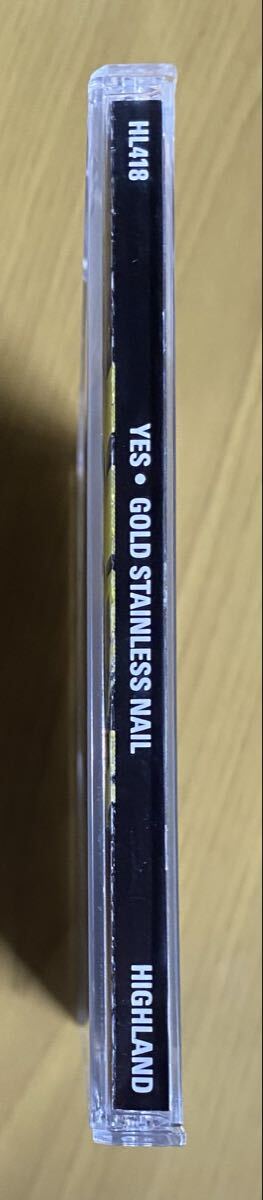 HL418
YES • GOLD STAINLESS NAIL
HIGHLAND